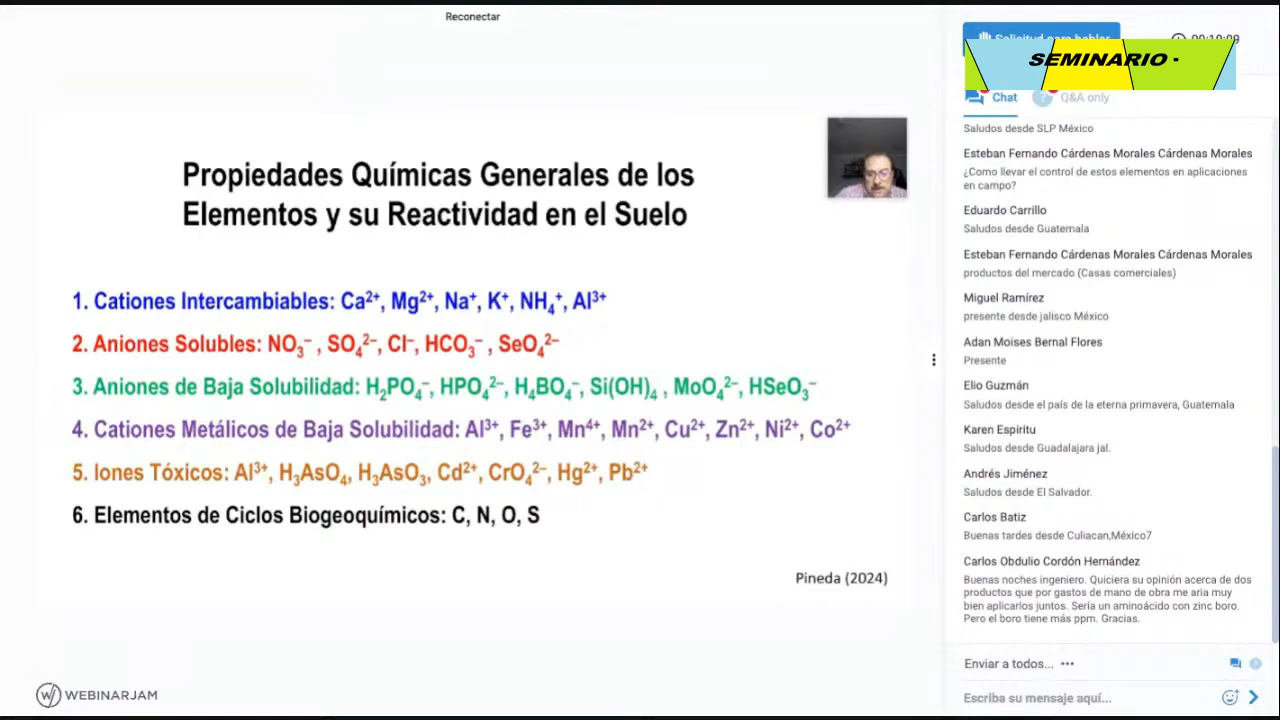 Reconectar
Propiedades Químicas Generales de los
Elementos y su Reactividad en el Suelo
1. Cationes Intercambiables: Ca²⁺, Mg²⁺, Na⁺, K⁺, NH₄⁺, Al³⁺
2. Aniones Solubles: NO₃⁻ , SO₄²⁻, Cl⁻, HCO₃⁻ , SeO₄²⁻
3. Aniones de Baja Solubilidad: H₂PO₄⁻, HPO₄²⁻, H₄BO₄⁻, Si(OH)₄ , MoO₄²⁻, HSeO₃⁻
4. Cationes Metálicos de Baja Solubilidad: Al³⁺, Fe³⁺, Mn⁴⁺, Mn²⁺, Cu²⁺, Zn²⁺, Ni²⁺, Co²⁺
5. Iones Tóxicos: Al³⁺, H₃AsO₄, H₃AsO₃, Cd²⁺, CrO₄²⁻, Hg²⁺, Pb²⁺
6. Elementos de Ciclos Biogeoquímicos: C, N, O, S
Pineda (2024)
WEBINARJAM
SEMINARIO -
Chat
Q&A only
Saludos desde SLP México
Esteban Fernando Cárdenas Morales Cárdenas Morales
¿Como llevar el control de estos elementos en aplicaciones
en campo?
Eduardo Carrillo
Saludos desde Guatemala
Esteban Fernando Cárdenas Morales Cárdenas Morales
productos del mercado (Casas comerciales)
Miguel Ramírez
presente desde jalisco México
Adan Moises Bernal Flores
Presente
Elio Guzmán
Saludos desde el país de la eterna primavera, Guatemala
Karen Espiritu
Saludos desde Guadalajara jal.
Andrés Jiménez
Saludos desde El Salvador.
Carlos Batiz
Buenas tardes desde Culiacan,México7
Carlos Obdulio Cordón Hernández
Buenas noches ingeniero. Quiciera su opinión acerca de dos
productos que por gastos de mano de obra me aria muy
bien aplicarlos juntos. Sería un aminoácido con zinc boro.
Pero el boro tiene más ppm. Gracias.
Enviar a todos...
Escriba su mensaje aquí...